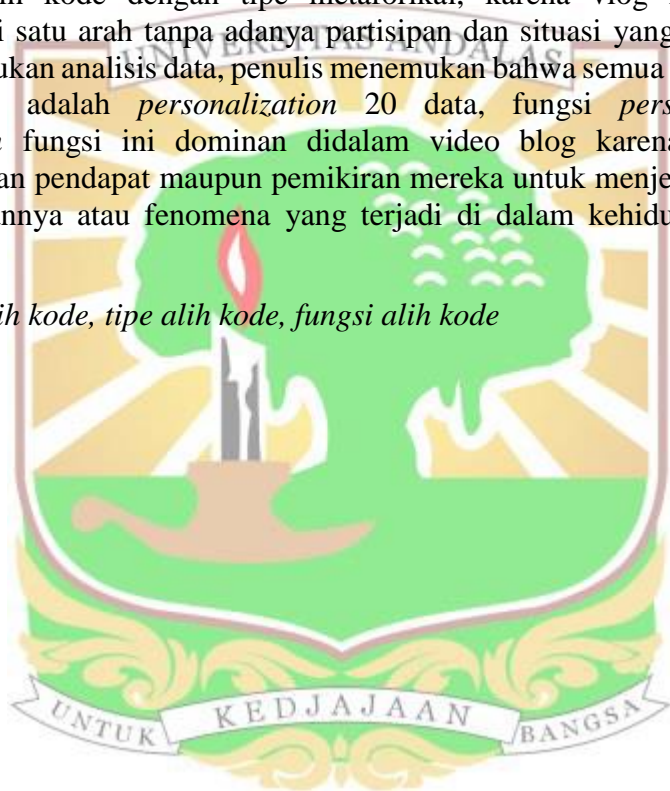 kode dengan tipe metaforikal, karena vlog
satu arah tanpa adanya partisipan dan situasi yang
UNIVERSITAS ANDALAS
ukan analisis data, penulis menemukan bahwa semua
adalah personalization 20 data, fungsi pers
fungsi ini dominan didalam video blog karena
an pendapat maupun pemikiran mereka untuk menje
annya atau fenomena yang terjadi di dalam kehidu
ih kode, tipe alih kode, fungsi alih kode
UNTUK KEDJAJAAN BANGSA